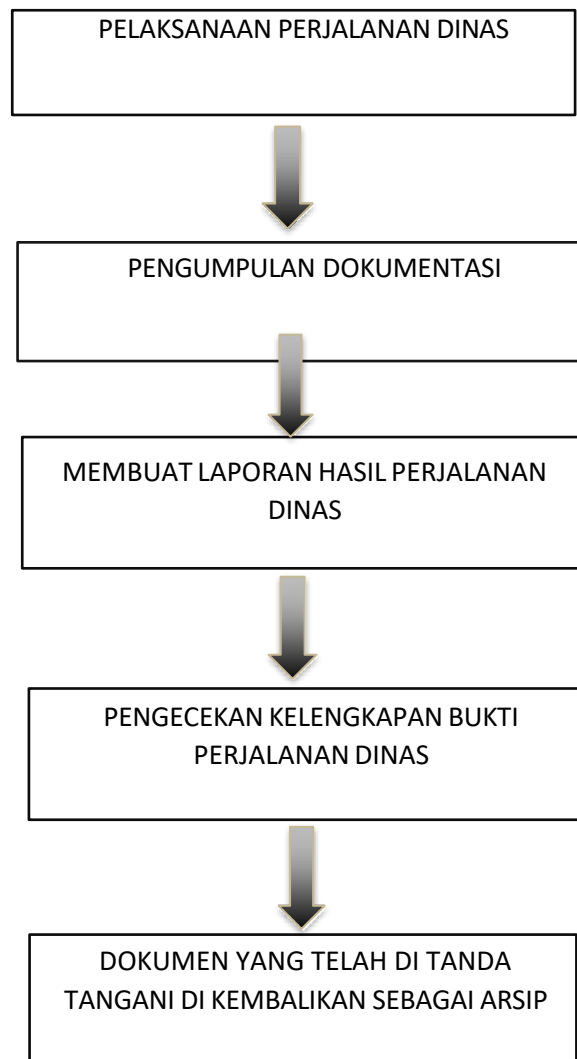 PELAKSANAAN PERJALANAN DINAS
PENGUMPULAN DOKUMENTASI
MEMBUAT LAPORAN HASIL PERJALANAN
DINAS
PENGECEKAN KELENGKAPAN BUKTI
PERJALANAN DINAS
DOKUMEN YANG TELAH DI TANDA
TANGANI DI KEMBALIKAN SEBAGAI ARSIP